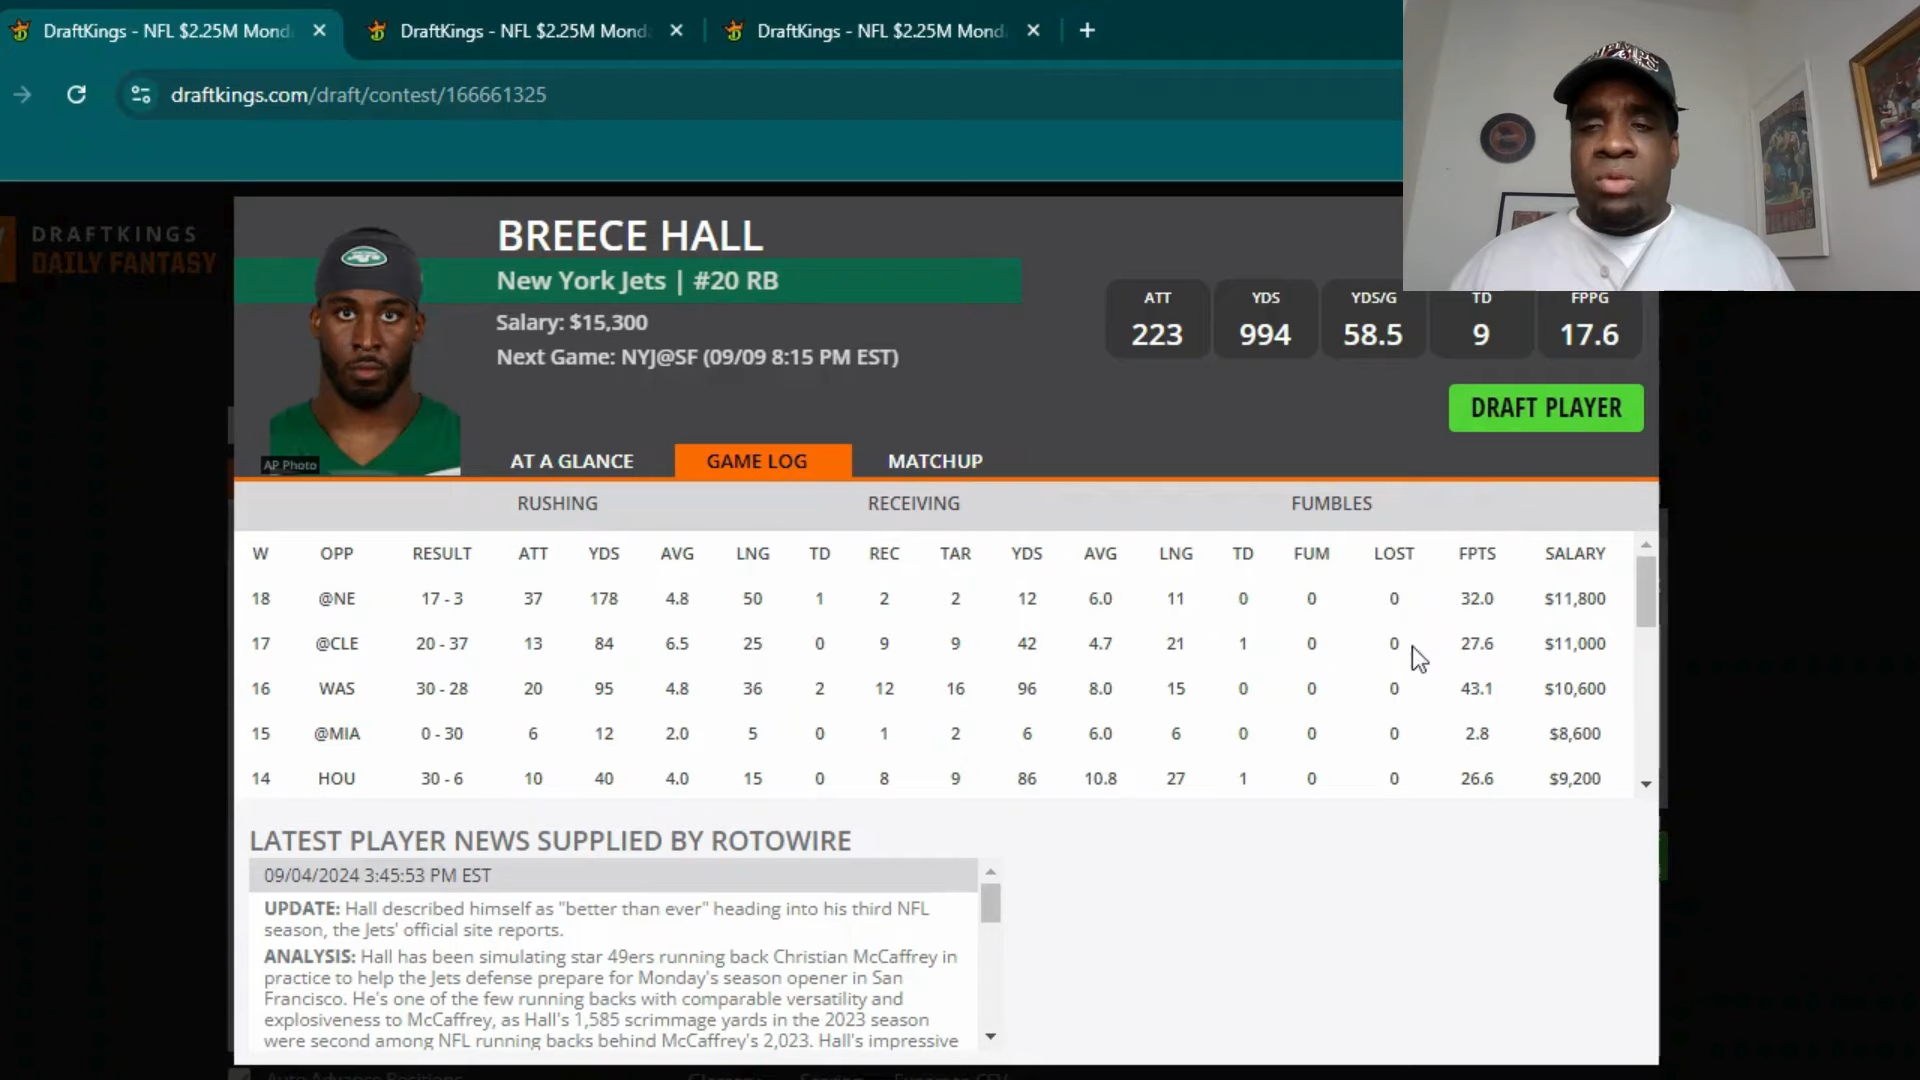 DraftKings - NFL $2.25M Mond
DraftKings - NFL $2.25M Mond
DraftKings - NFL $2.25M Mond
draftkings.com/draft/contest/166661325
DRAFTKINGS
DAILY FANTASY
BREECE HALL
New York Jets | #20 RB
Salary: $15,300
Next Game: NYJ@SF (09/09 8:15 PM EST)
ATT YDS YDS/G TD FPPG
223 994 58.5 9 17.6
DRAFT PLAYER
AP Photo
AT A GLANCE GAME LOG MATCHUP
RUSHING RECEIVING FUMBLES
W OPP RESULT ATT YDS AVG LNG TD REC TAR YDS AVG LNG TD FUM LOST FPTS SALARY
18 @NE 17 - 3 37 178 4.8 50 1 2 2 12 6.0 11 0 0 0 32.0 $11,800
17 @CLE 20 - 37 13 84 6.5 25 0 9 9 42 4.7 21 1 0 0 27.6 $11,000
16 WAS 30 - 28 20 95 4.8 36 2 12 16 96 8.0 15 0 0 0 43.1 $10,600
15 @MIA 0 - 30 6 12 2.0 5 0 1 2 6 6.0 6 0 0 0 2.8 $8,600
14 HOU 30 - 6 10 40 4.0 15 0 8 9 86 10.8 27 1 0 0 26.6 $9,200
LATEST PLAYER NEWS SUPPLIED BY ROTOWIRE
09/04/2024 3:45:53 PM EST
UPDATE: Hall described himself as "better than ever" heading into his third NFL
season, the Jets' official site reports.
ANALYSIS: Hall has been simulating star 49ers running back Christian McCaffrey in
practice to help the Jets defense prepare for Monday's season opener in San
Francisco. He's one of the few running backs with comparable versatility and
explosiveness to McCaffrey, as Hall's 1,585 scrimmage yards in the 2023 season
were second among NFL running backs behind McCaffrey's 2,023. Hall's impressive